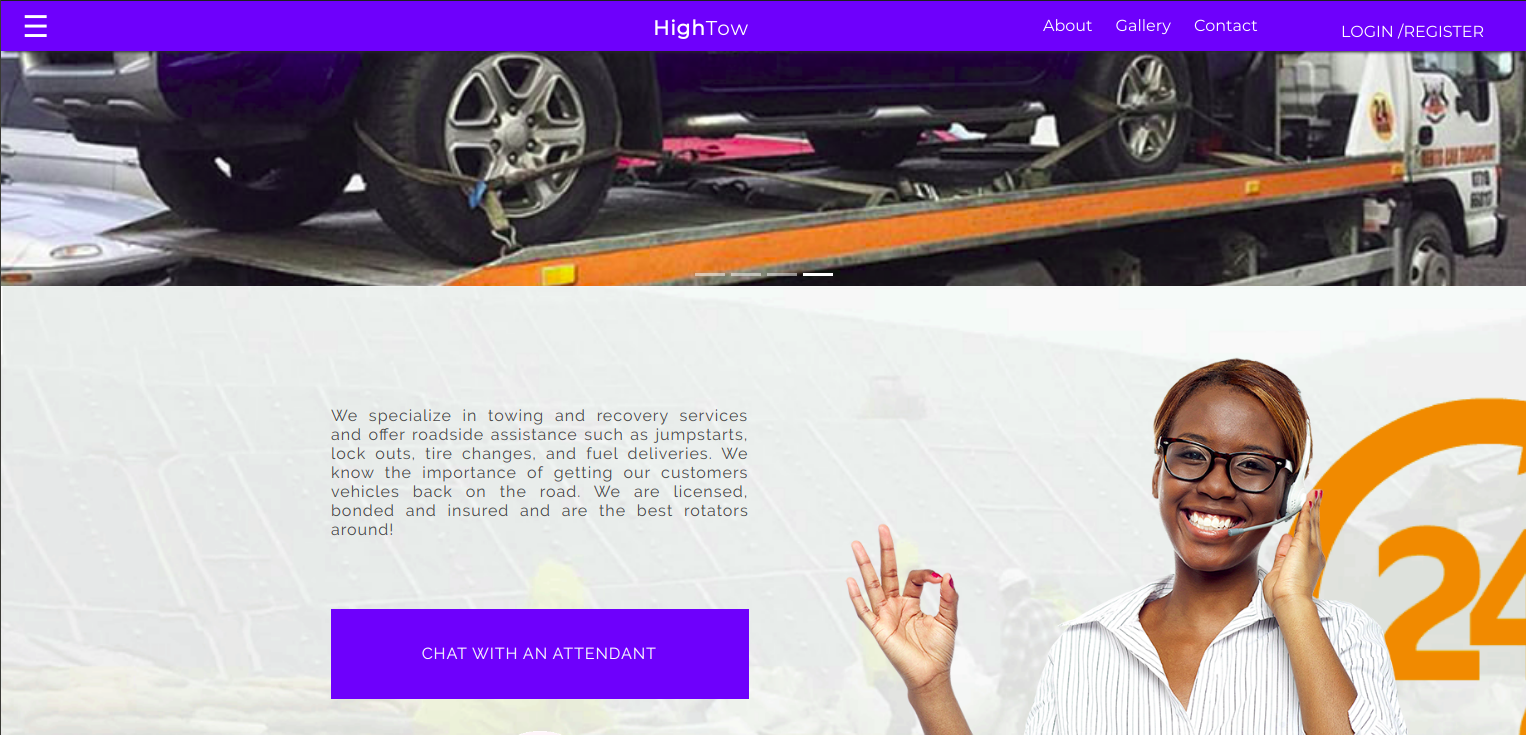 ☰
HighTow
About Gallery Contact
LOGIN /REGISTER
24
We specialize in towing and recovery services
and offer roadside assistance such as jumpstarts,
lock outs, tire changes, and fuel deliveries. We
know the importance of getting our customers
vehicles back on the road. We are licensed,
bonded and insured and are the best rotators
around!
24
CHAT WITH AN ATTENDANT